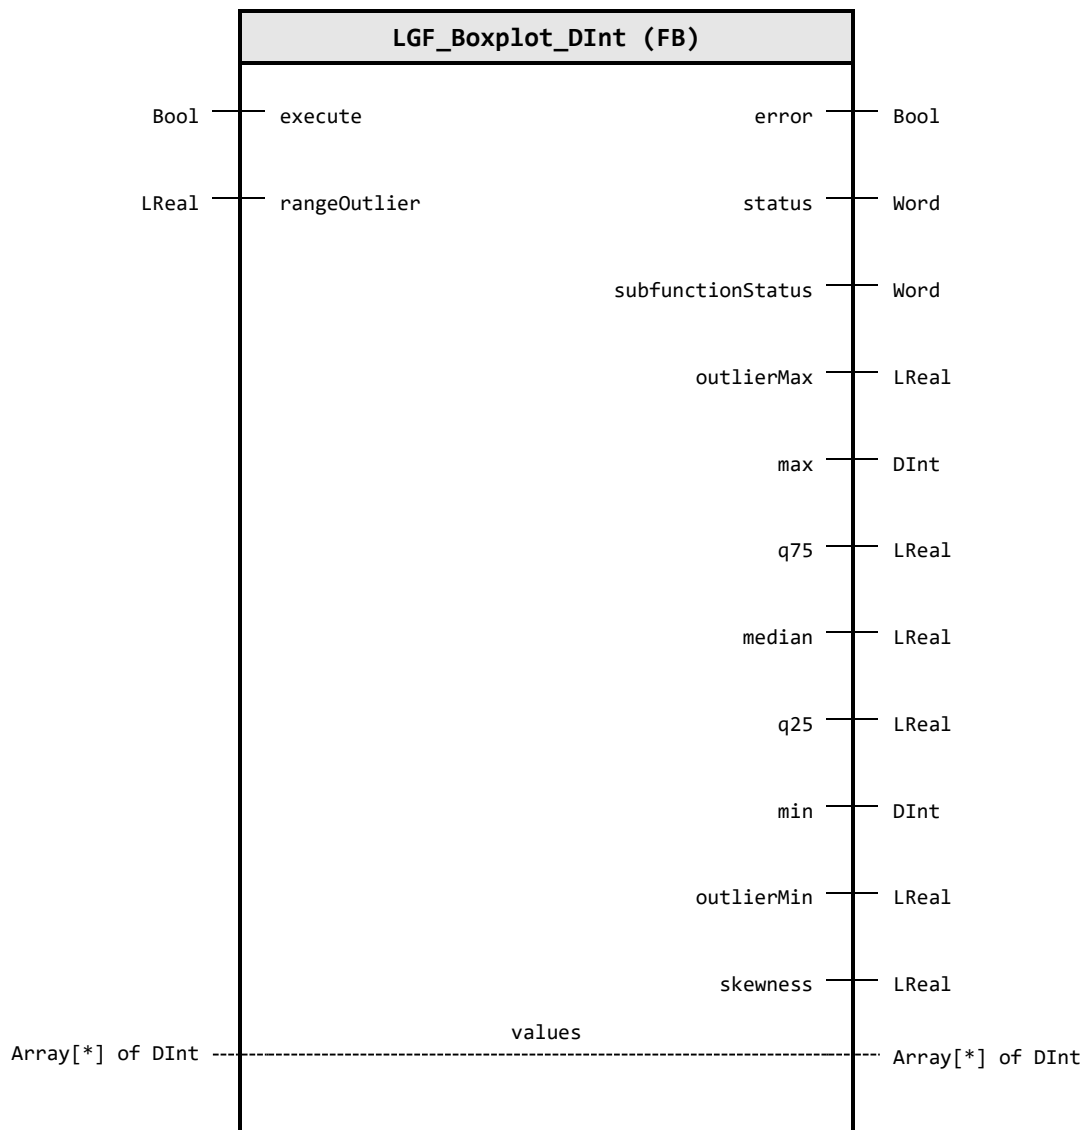 LGF_Boxplot_DInt (FB)
Bool execute error Bool
LReal rangeOutlier status Word
subfunctionStatus Word
outlierMax LReal
max DInt
q75 LReal
median LReal
q25 LReal
min DInt
outlierMin LReal
skewness LReal
values
Array[*] of DInt Array[*] of DInt